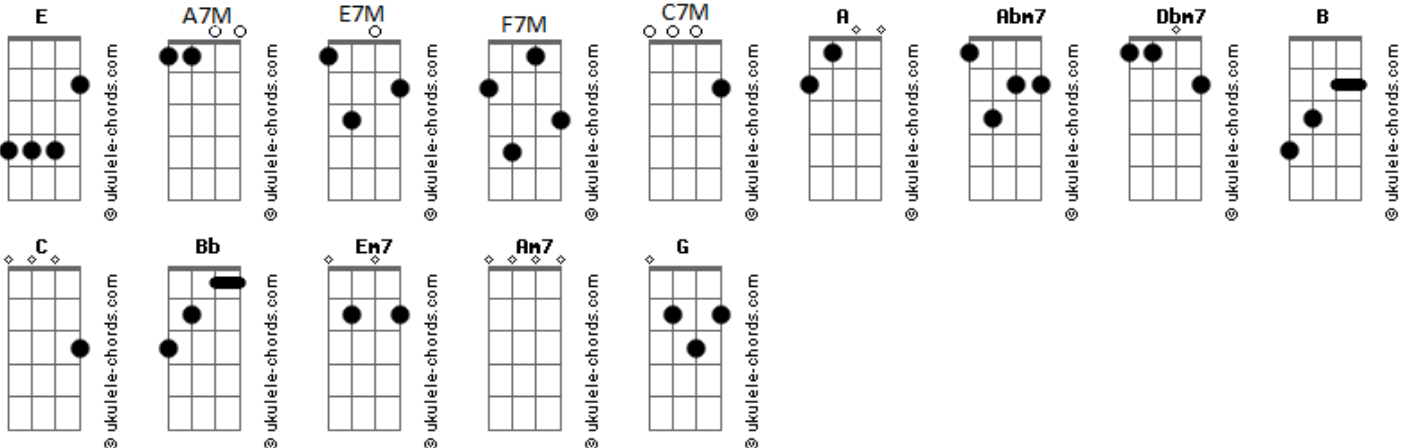 E A7M E7M F7M C7M A Abm7 Dbm7 B
© ukulele-chords.com © ukulele-chords.com © ukulele-chords.com © ukulele-chords.com © ukulele-chords.com © ukulele-chords.com © ukulele-chords.com © ukulele-chords.com © ukulele-chords.com
C Bb Em7 Am7 G
© ukulele-chords.com © ukulele-chords.com © ukulele-chords.com © ukulele-chords.com © ukulele-chords.com